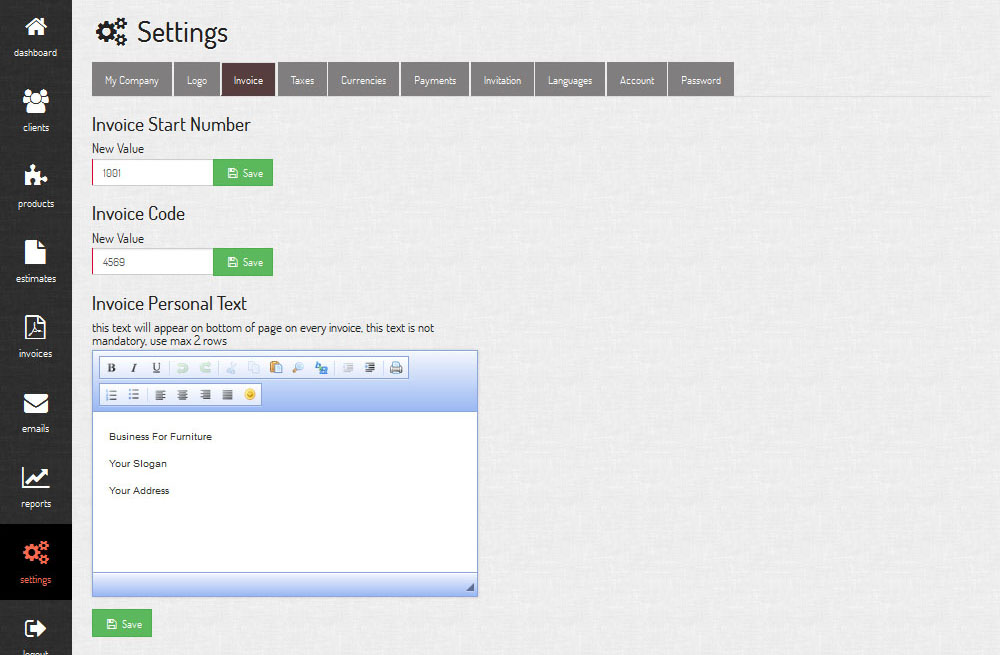 Settings
dashboard
clients
products
estimates
invoices
emails
reports
settings
logout
My Company
Logo
Invoice
Taxes
Currencies
Payments
Invitation
Languages
Account
Password
Invoice Start Number
New Value
1001
Save
Invoice Code
New Value
4569
Save
Invoice Personal Text
this text will appear on bottom of page on every invoice, this text is not
mandatory, use max 2 rows
B I U
Business For Furniture
Your Slogan
Your Address
Save